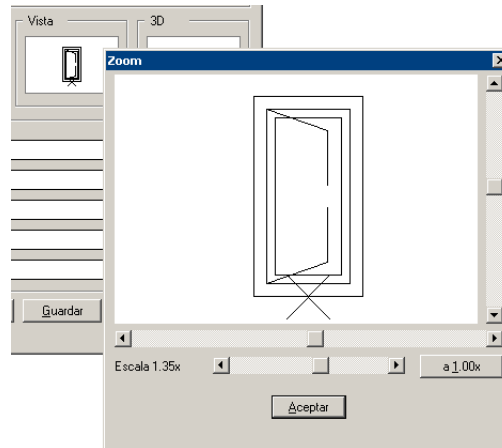 Vista
3D
Zoom
Guardar
Escala 1.35x
a 1.00x
Aceptar